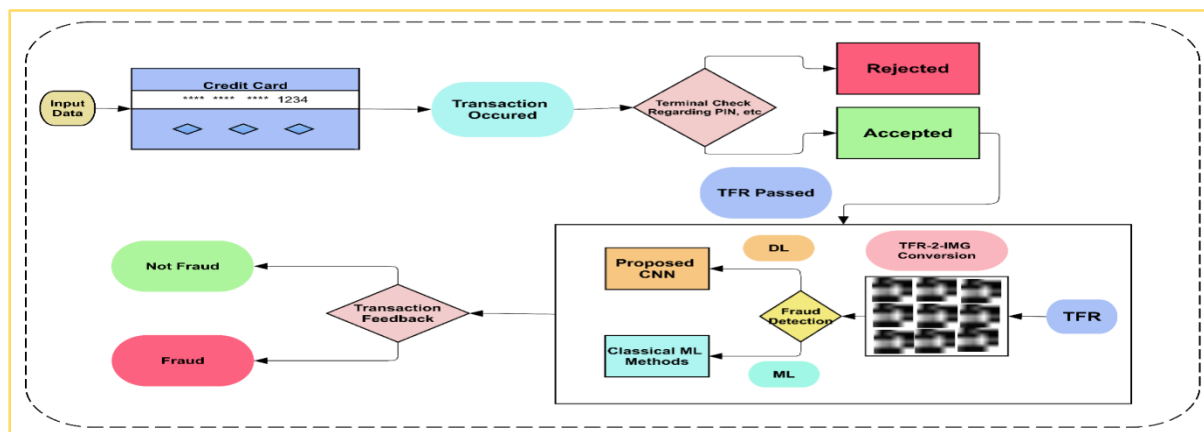 Input
Data
Credit Card
**** **** **** 1234
Transaction
Occured
Terminal Check
Regarding PIN, etc
Rejected
Accepted
TFR Passed
DL
TFR-2-IMG
Conversion
Proposed
CNN
Fraud
Detection
TFR
Classical ML
Methods
ML
Transaction
Feedback
Not Fraud
Fraud